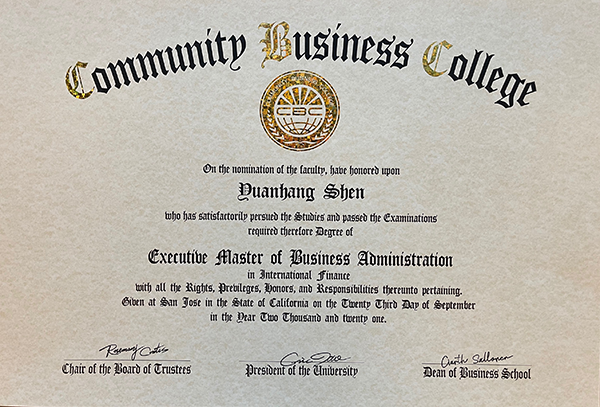 Community Business College
CBC
On the nomination of the faculty, have honored upon
Yuanhang Shen
who has satisfactorily persued the Studies and passed the Examinations
required therefore Degree of
Executive Master of Business Administration
in International Finance
with all the Rights, Previleges, Honors, and Responsibilities thereunto pertaining.
Given at San Jose in the State of California on the Twenty Third Day of September
in the Year Two Thousand and twenty one.
Chair of the Board of Trustees
President of the University
Dean of Business School